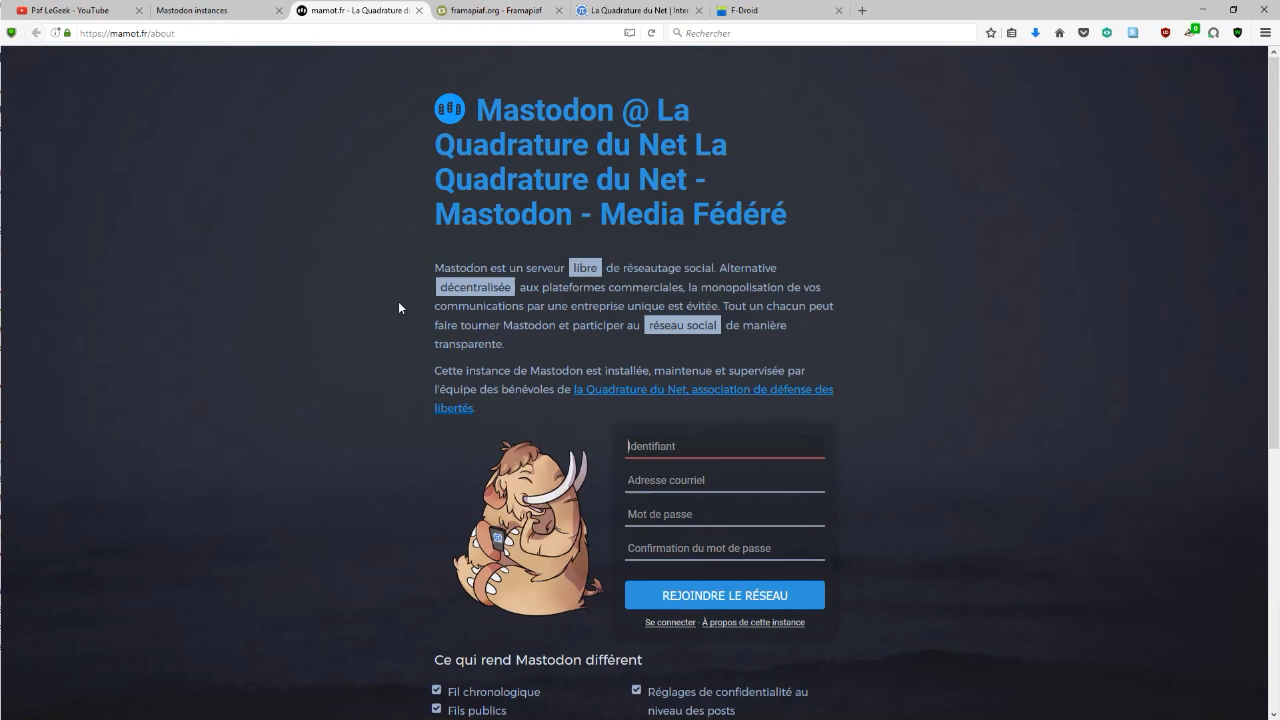 Paf LeGeek - YouTube
Mastodon instances
mamot.fr - La Quadrature d
framapiaf.org - Framapiaf
La Quadrature du Net | Inter
F-Droid
https://mamot.fr/about
Rechercher
0
Mastodon @ La
Quadrature du Net La
Quadrature du Net -
Mastodon - Media Fédéré
Mastodon est un serveur libre de réseautage social. Alternative
décentralisée aux plateformes commerciales, la monopolisation de vos
communications par une entreprise unique est évitée. Tout un chacun peut
faire tourner Mastodon et participer au réseau social de manière
transparente.
Cette instance de Mastodon est installée, maintenue et supervisée par
l'équipe des bénévoles de la Quadrature du Net, association de défense des
libertés.
Identifiant
Adresse courriel
Mot de passe
Confirmation du mot de passe
REJOINDRE LE RÉSEAU
Se connecter · À propos de cette instance
Ce qui rend Mastodon différent
Fil chronologique
Fils publics
Réglages de confidentialité au
niveau des posts